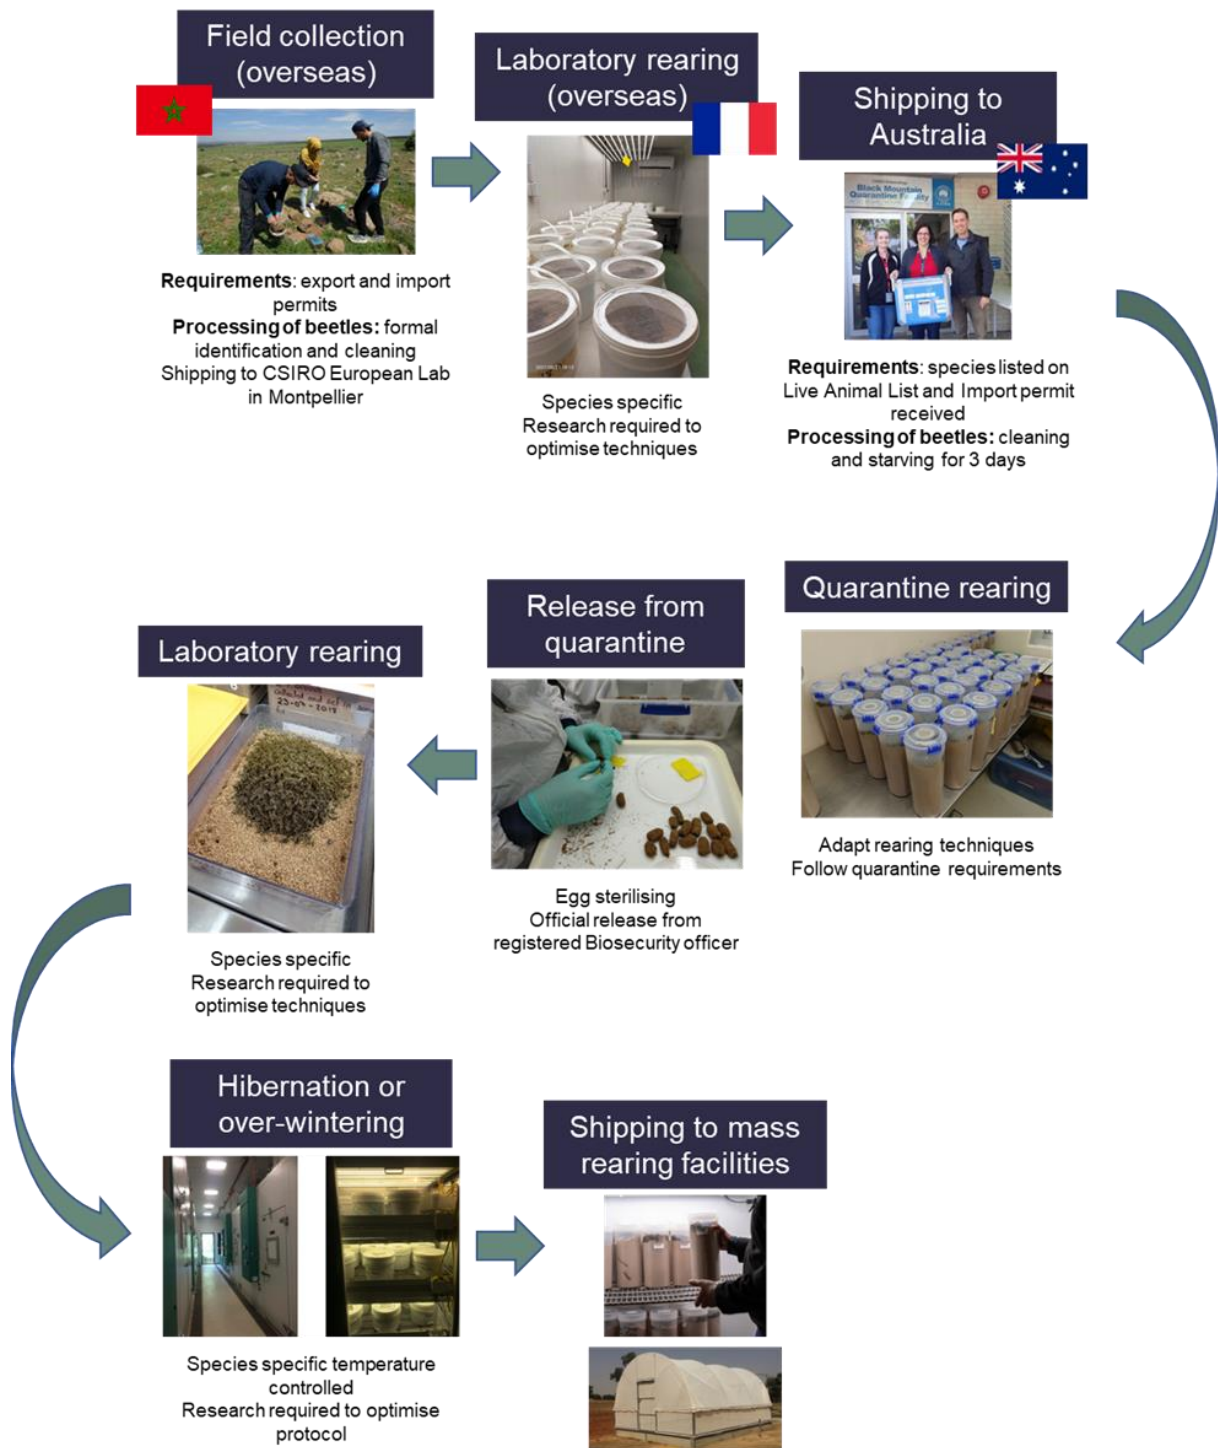 Field collection
(overseas)
Laboratory rearing
(overseas)
Shipping to
Australia
Black Mountain
Quarantine Facility
Requirements: export and import
permits
Processing of beetles: formal
identification and cleaning
Shipping to CSIRO European Lab
in Montpellier
Species specific
Research required to
optimise techniques
Requirements: species listed on
Live Animal List and Import permit
received
Processing of beetles: cleaning
and starving for 3 days
Quarantine rearing
Release from
quarantine
Laboratory rearing
Adapt rearing techniques
Follow quarantine requirements
Egg sterilising
Official release from
registered Biosecurity officer
Species specific
Research required to
optimise techniques
Hibernation or
over-wintering
Shipping to mass
rearing facilities
Species specific temperature
controlled
Research required to optimise
protocol